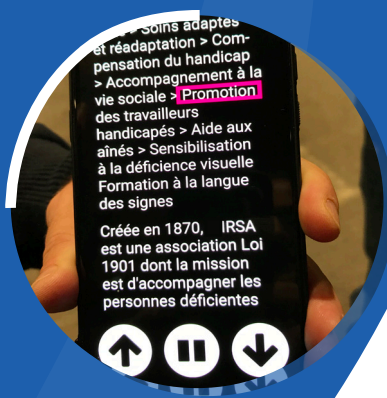 > Soins adaptés
et réadaptation > Com-
pensation du handicap
> Accompagnement à la
vie sociale > Promotion
des travailleurs
handicapés > Aide aux
aînés > Sensibilisation
à la déficience visuelle
Formation à la langue
des signes
Créée en 1870, IRSA
est une association Loi
1901 dont la mission
est d'accompagner les
personnes déficientes